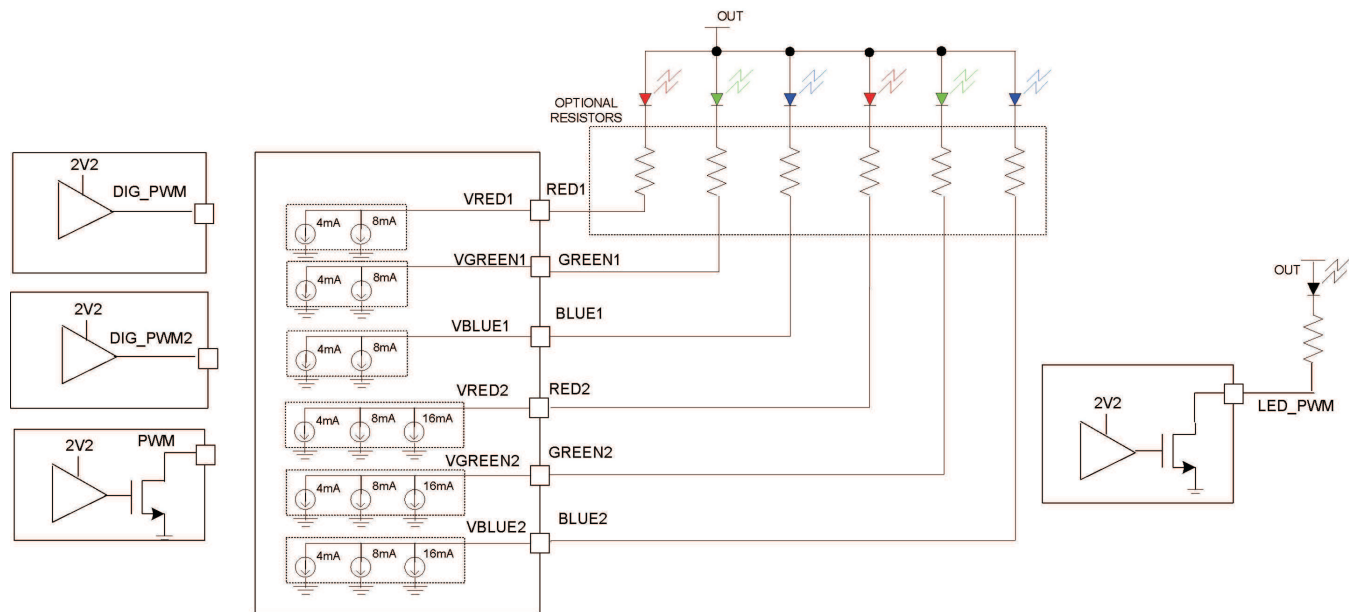 OUT
OPTIONAL
RESISTORS
2V2
DIG_PWM
2V2
DIG_PWM2
2V2
PWM
VRED1
RED1
4mA
8mA
VGREEN1
GREEN1
4mA
8mA
VBLUE1
BLUE1
4mA
8mA
VRED2
RED2
4mA
8mA
16mA
VGREEN2
GREEN2
4mA
8mA
16mA
VBLUE2
BLUE2
4mA
8mA
16mA
OUT
2V2
LED_PWM